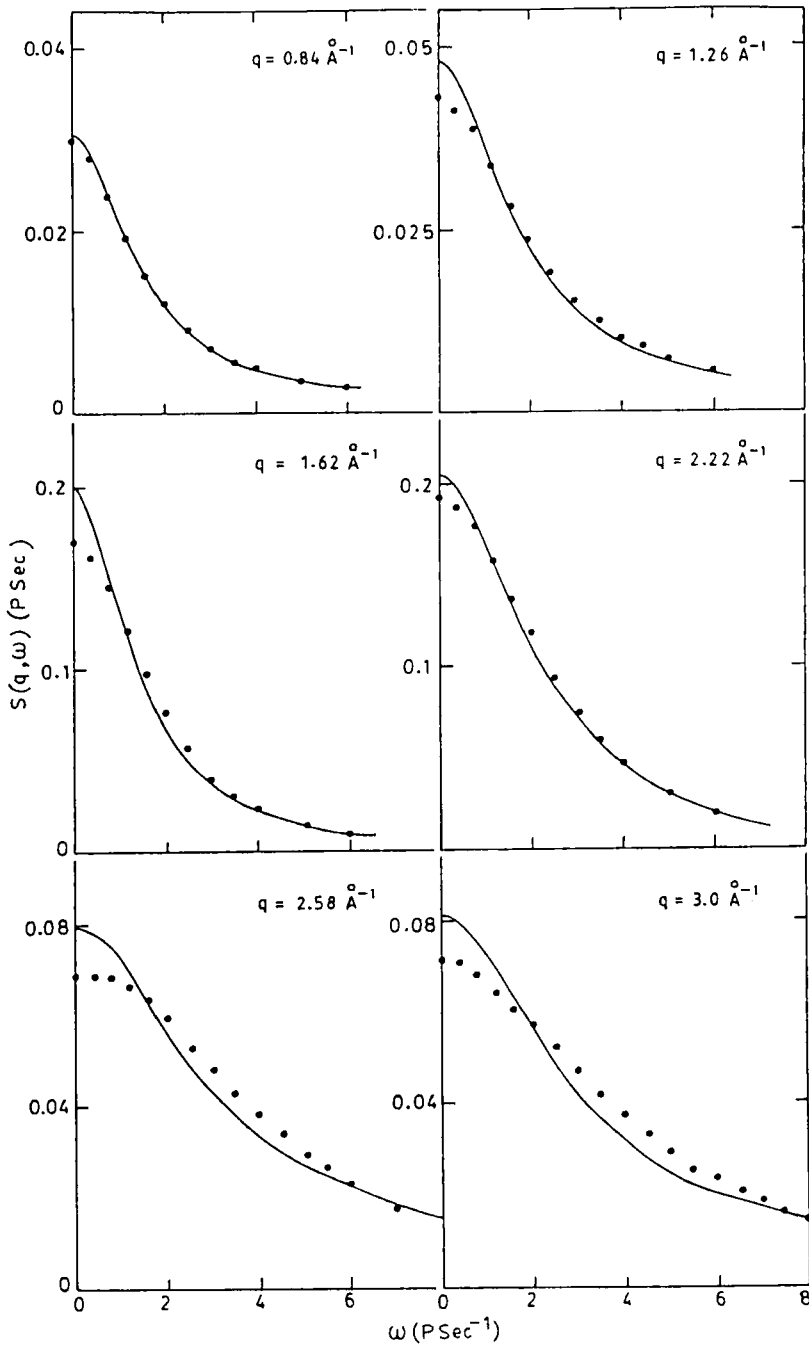 q = 0.84 Å⁻¹
0.04
0.02
0
q = 1.26 Å⁻¹
0.05
0.025
q = 1.62 Å⁻¹
0.2
0.1
0
q = 2.22 Å⁻¹
0.2
0.1
S(q,ω) (PSec)
q = 2.58 Å⁻¹
0.08
0.04
0
q = 3.0 Å⁻¹
0.08
0.04
0 2 4 6
0 2 4 6 8
ω(PSec⁻¹)